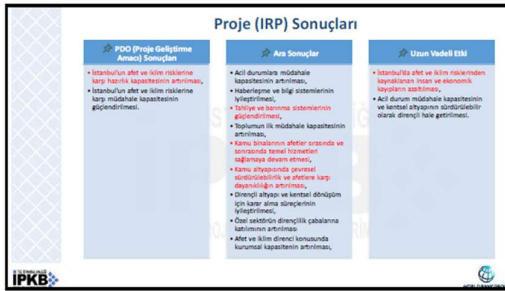 Proje (IRP) Sonuçları
PDO (Proje Geliştirme
Amacı) Sonuçları
• İstanbul'un afet ve iklim risklerine
karşı hazırlık kapasitesinin artırılması,
• İstanbul'un afet ve iklim risklerine
karşı müdahale kapasitesinin
güçlendirilmesi.
Ara Sonuçlar
• Acil durumlara müdahale
kapasitesinin artırılması,
• Haberleşme ve bilgi sistemlerinin
iyileştirilmesi,
• Tahliye ve barınma sistemlerinin
güçlendirilmesi,
• Toplumun ilk müdahale kapasitesinin
artırılması,
• Kamu binalarının afetler sırasında ve
sonrasında temel hizmetleri
sağlamaya devam etmesi,
• Kamu altyapısında çevresel
sürdürülebilirlik ve afetlere karşı
dayanıklılığın artırılması,
• Dirençli altyapı ve kentsel dönüşüm
için karar alma süreçlerinin
iyileştirilmesi,
• Özel sektörün dirençlilik çabalarına
katılımının artırılması
• Afet ve iklim direnci konusunda
kurumsal kapasitenin artırılması,
Uzun Vadeli Etki
• İstanbul'da afet ve iklim risklerinden
kaynaklanan insan ve ekonomik
kayıpların azaltılması,
• Acil durum müdahale kapasitesinin
ve kentsel altyapının sürdürülebilir
olarak dirençli hale getirilmesi.
İPKB
WORLD BANK GROUP